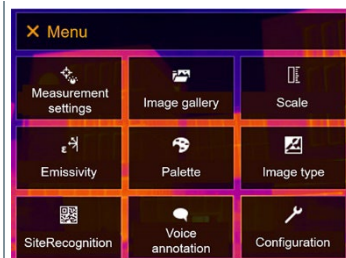 Menu
Measurement
settings
Image gallery
Scale
Emissivity
Palette
Image type
SiteRecognition
Voice
annotation
Configuration